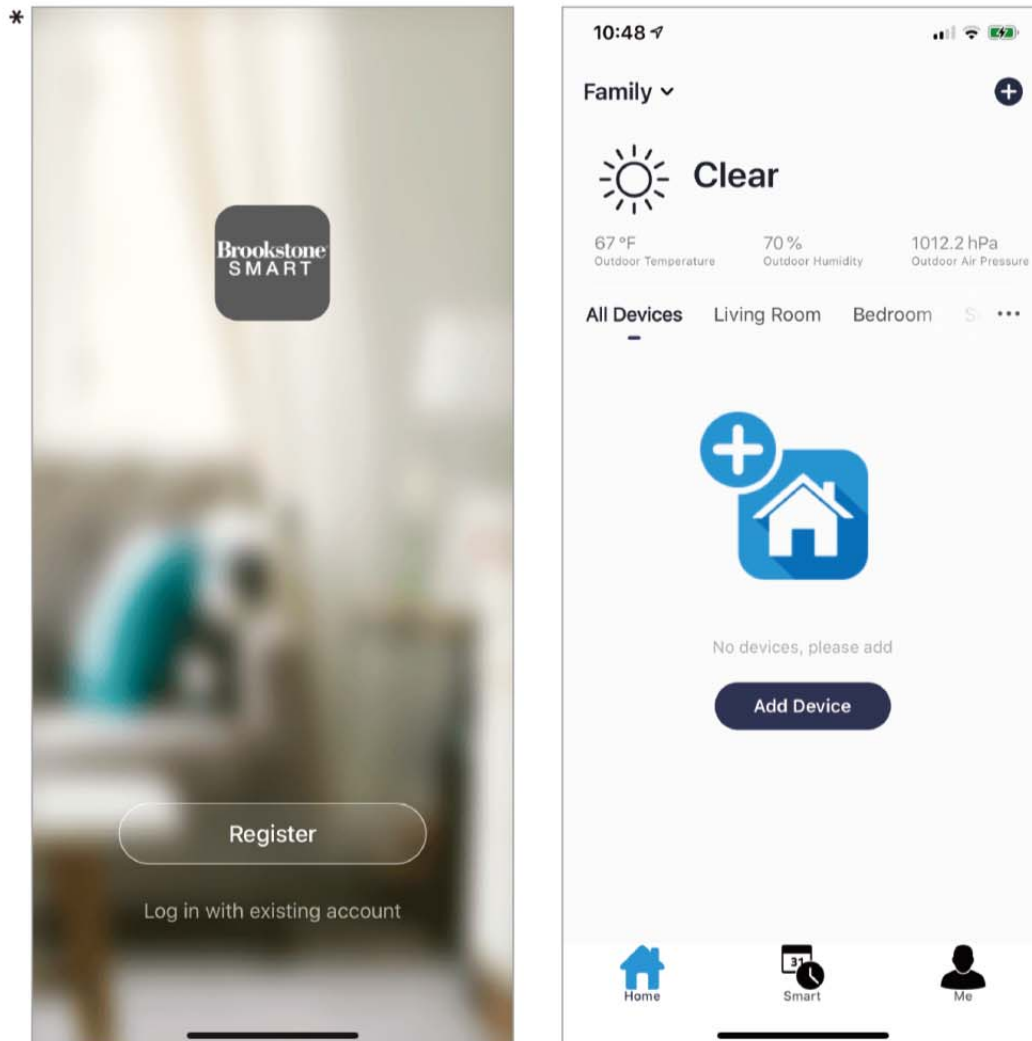 *
Brookstone
SMART
Register
Log in with existing account
10:48
Family
Clear
67 °F 70 % 1012.2 hPa
Outdoor Temperature Outdoor Humidity Outdoor Air Pressure
All Devices Living Room Bedroom ...
No devices, please add
Add Device
31
Home Smart Me